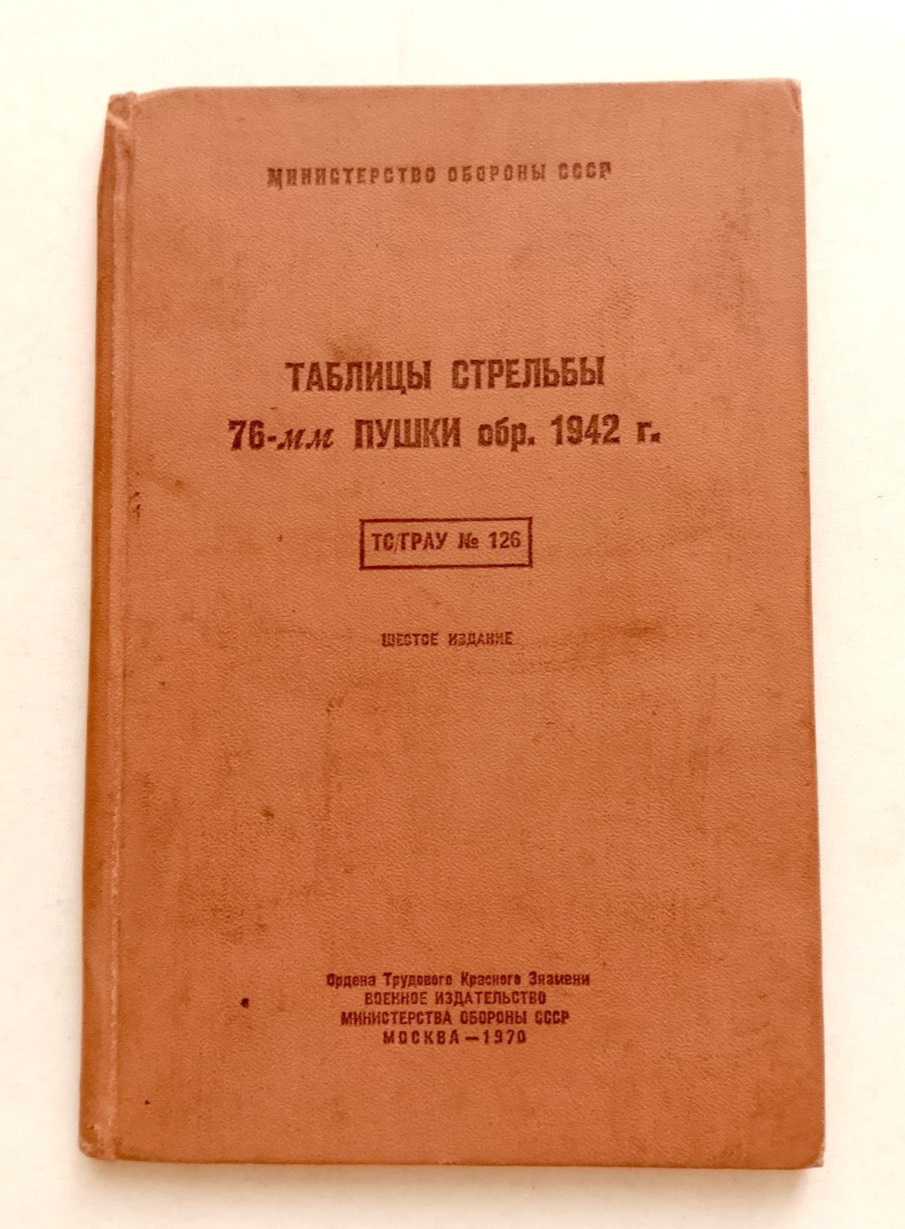 МИНИСТЕРСТВО ОБОРОНЫ СССР
ТАБЛИЦЫ СТРЕЛЬБЫ
76-мм ПУШКИ обр. 1942 г.
ТС/ГРАУ № 126
ШЕСТОЕ ИЗДАНИЕ
Ордена Трудового Красного Знамени
ВОЕННОЕ ИЗДАТЕЛЬСТВО
МИНИСТЕРСТВА ОБОРОНЫ СССР
МОСКВА — 1970